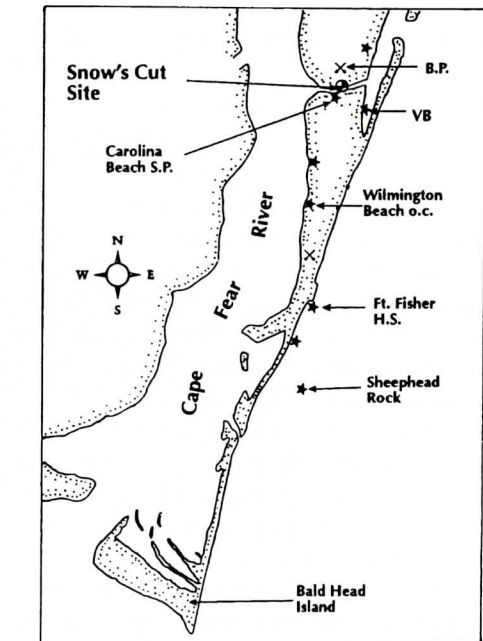 B.P.
Snow's Cut
Site
VB
Carolina
Beach S.P.
Wilmington
Beach o.c.
N
W E
S
Cape Fear River
Ft. Fisher
H.S.
Sheephead
Rock
Bald Head
Island